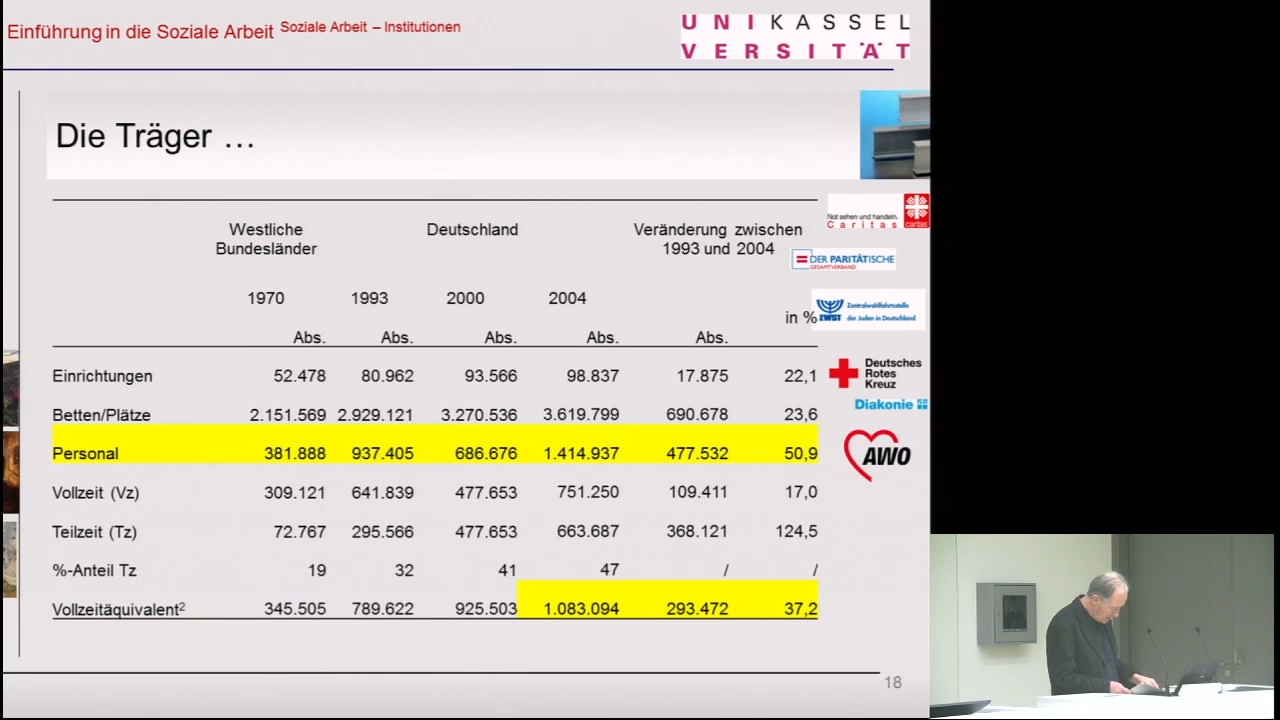 Einführung in die Soziale Arbeit Soziale Arbeit – Institutionen
UNIKASSEL
VERSITÄT
Die Träger …
Westliche Bundesländer Deutschland Veränderung zwischen 1993 und 2004
1970 1993 2000 2004
in %
Abs. Abs. Abs. Abs. Abs.
Einrichtungen 52.478 80.962 93.566 98.837 17.875 22,1
Betten/Plätze 2.151.569 2.929.121 3.270.536 3.619.799 690.678 23,6
Personal 381.888 937.405 686.676 1.414.937 477.532 50,9
Vollzeit (Vz) 309.121 641.839 477.653 751.250 109.411 17,0
Teilzeit (Tz) 72.767 295.566 477.653 663.687 368.121 124,5
%-Anteil Tz 19 32 41 47 / /
Vollzeitäquivalent² 345.505 789.622 925.503 1.083.094 293.472 37,2
Not sehen und handeln.
Caritas
caritas
DER PARITÄTISCHE
GESAMTVERBAND
ZWST
Zentralwohlfahrtsstelle
der Juden in Deutschland
Deutsches
Rotes
Kreuz
Diakonie
AWO
18